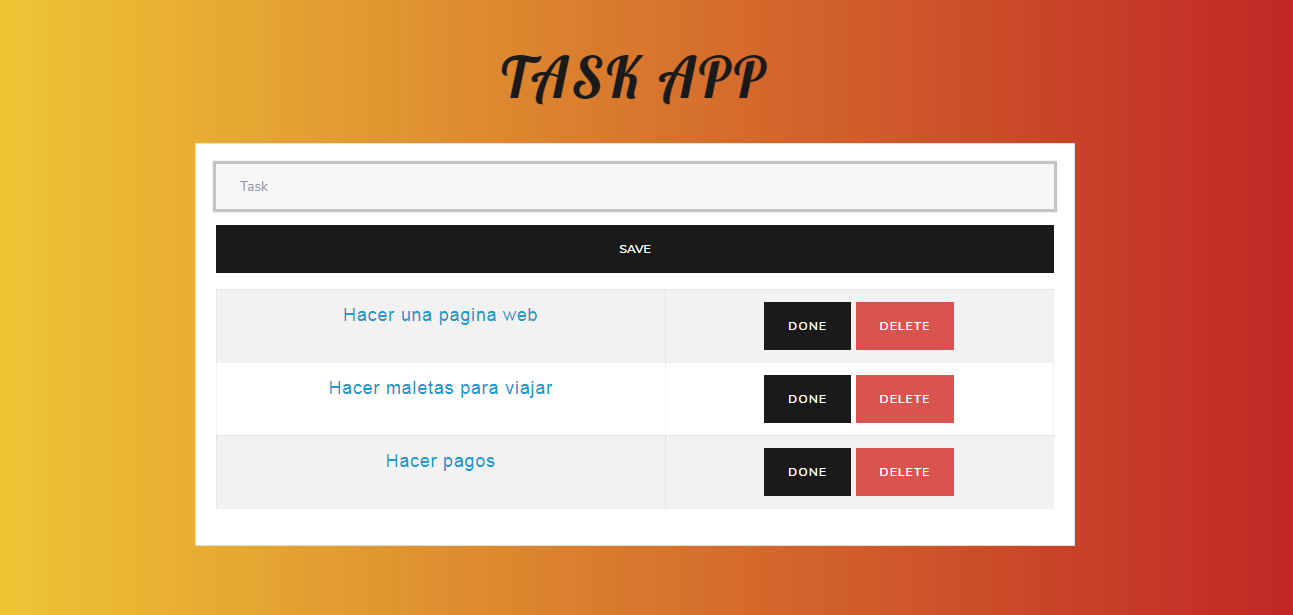 TASK APP
Task
SAVE
Hacer una pagina web DONE DELETE
Hacer maletas para viajar DONE DELETE
Hacer pagos DONE DELETE